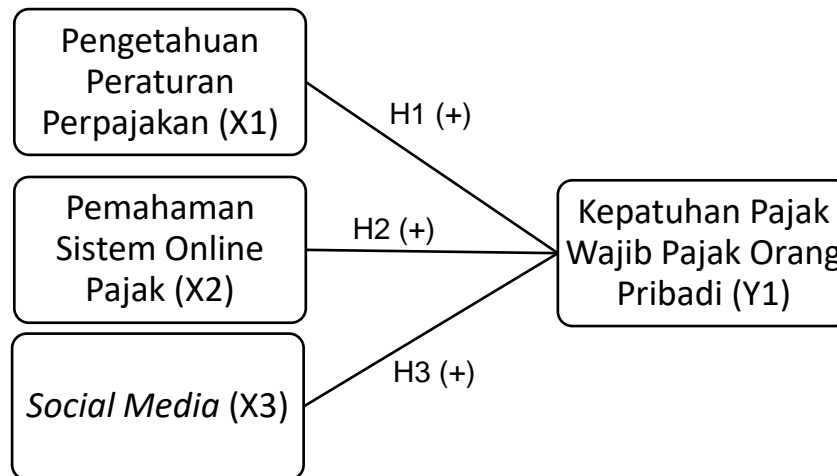 Pengetahuan
Peraturan
Perpajakan (X1)
H1 (+)
Pemahaman
Sistem Online
Pajak (X2)
H2 (+)
Social Media (X3)
H3 (+)
Kepatuhan Pajak
Wajib Pajak Orang
Pribadi (Y1)